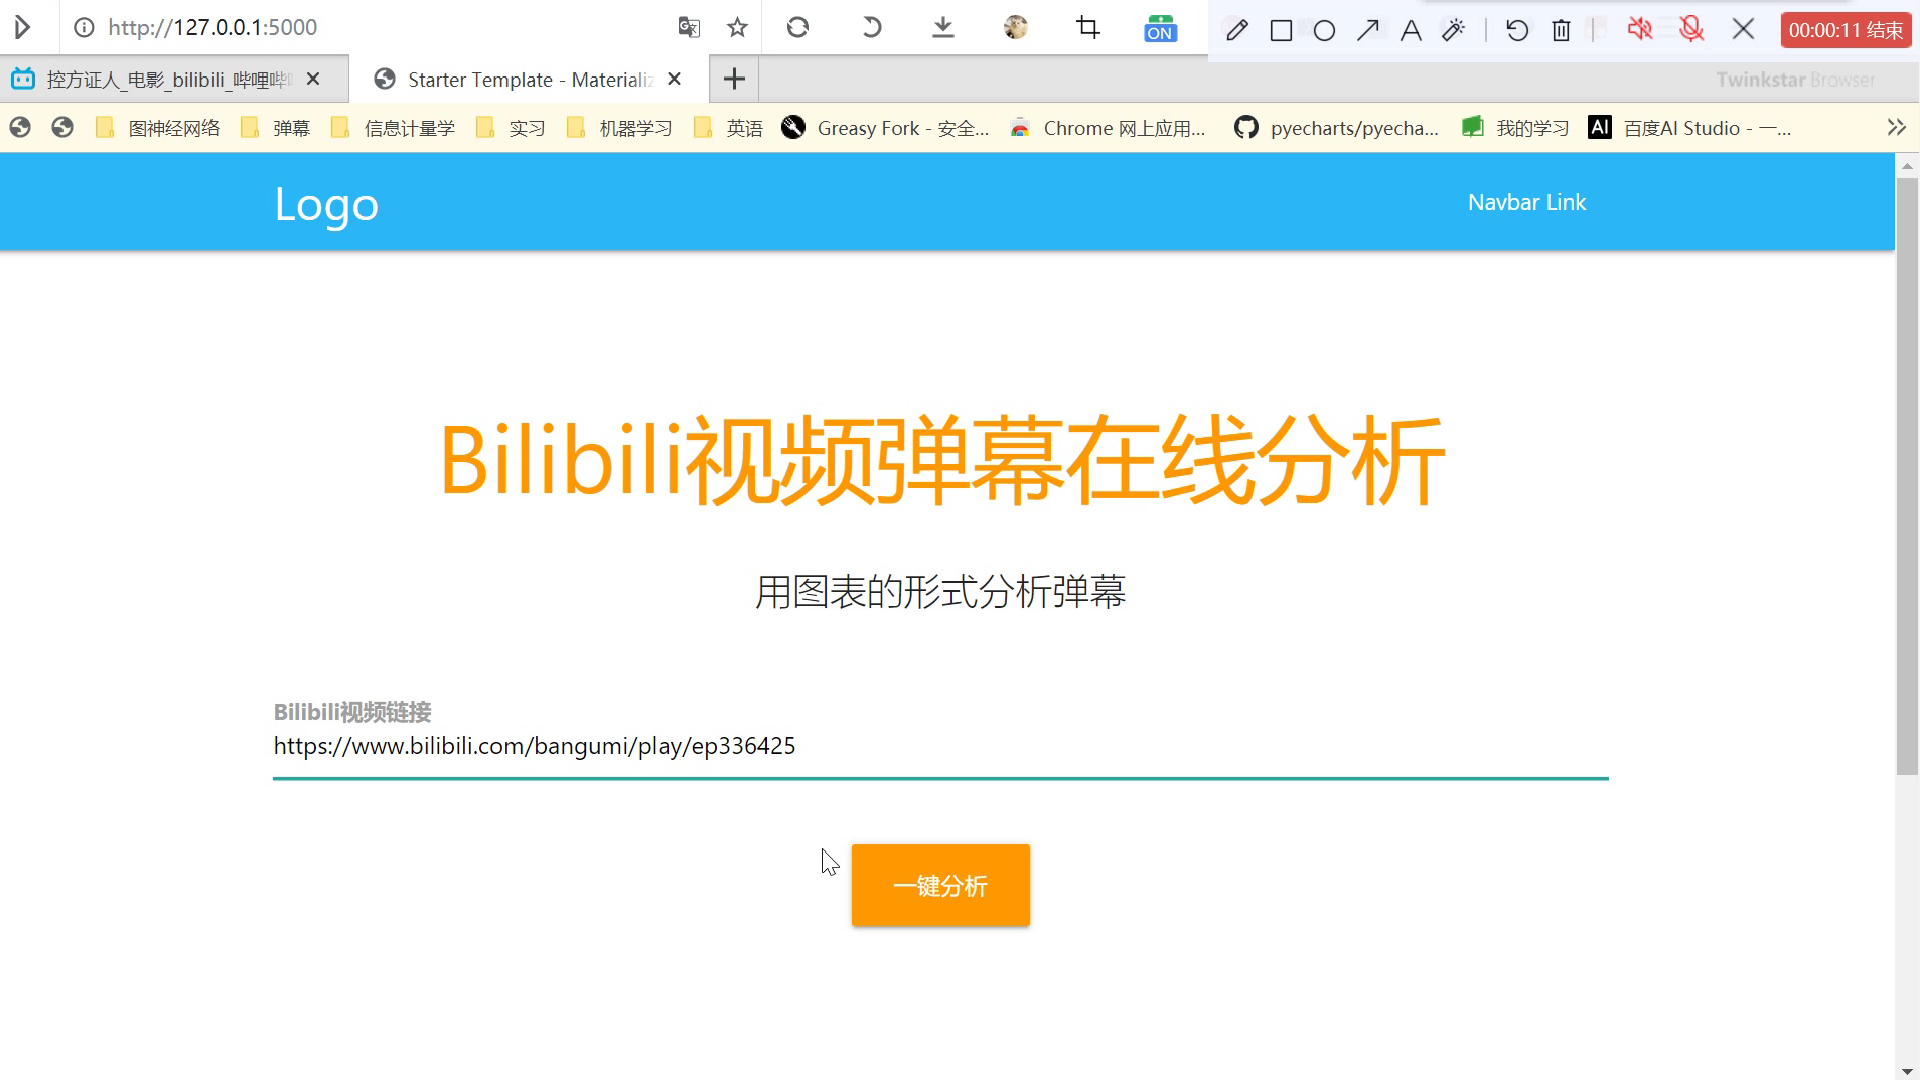 http://127.0.0.1:5000
ON
00:00:11 结束
控方证人_电影_bilibili_哔哩哔
Starter Template - Materializ
Twinkstar Browser
图神经网络
弹幕
信息计量学
实习
机器学习
英语
Greasy Fork - 安全...
Chrome 网上应用...
pyecharts/pyecha...
我的学习
AI
百度AI Studio - 一...
Logo
Navbar Link
Bilibili视频弹幕在线分析
用图表的形式分析弹幕
Bilibili视频链接
https://www.bilibili.com/bangumi/play/ep336425
一键分析